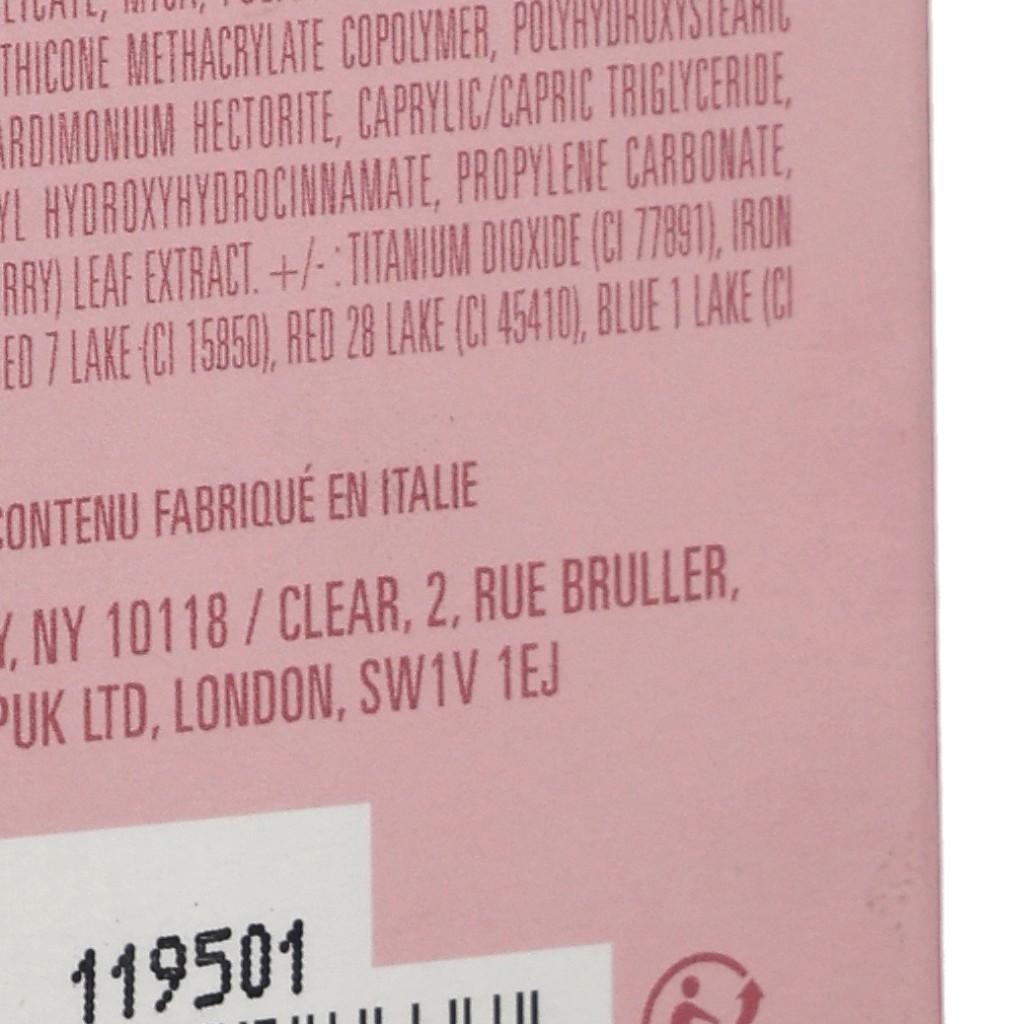 THICONE METHACRYLATE COPOLYMER, POLYHYDROXYSTEARIC
ARDIMONIUM HECTORITE, CAPRYLIC/CAPRIC TRIGLYCERIDE,
YL HYDROXYHYDROCINNAMATE, PROPYLENE CARBONATE,
RRY) LEAF EXTRACT. +/- : TITANIUM DIOXIDE (CI 77891), IRON
ED 7 LAKE (CI 15850), RED 28 LAKE (CI 45410), BLUE 1 LAKE (CI
CONTENU FABRIQUÉ EN ITALIE
Y, NY 10118 / CLEAR, 2, RUE BRULLER,
PUK LTD, LONDON, SW1V 1EJ
119501